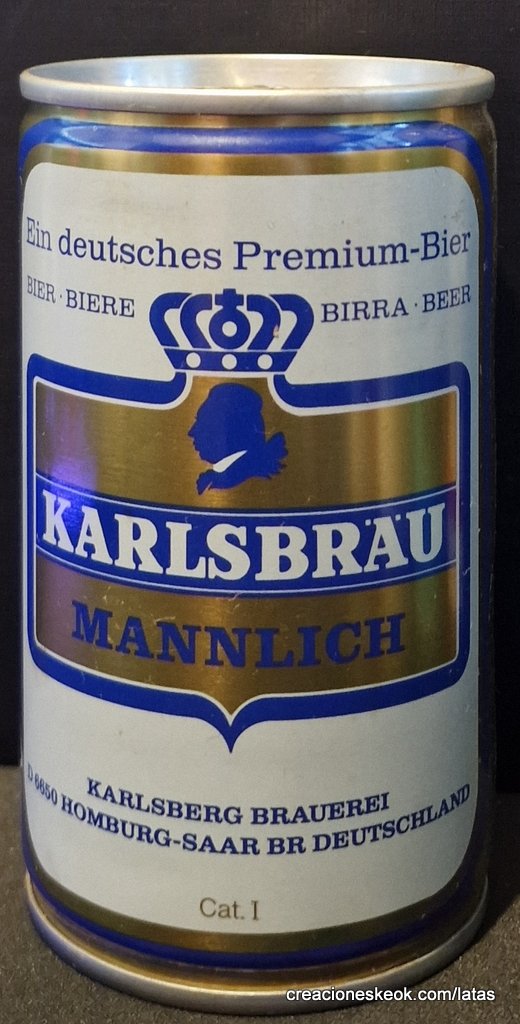 Ein deutsches Premium-Bier
BIER · BIERE BIRRA · BEER
KARLSBRÄU
MANNLICH
KARLSBERG BRAUEREI
D 6650 HOMBURG-SAAR BR DEUTSCHLAND
Cat. I
creacioneskeok.com/latas